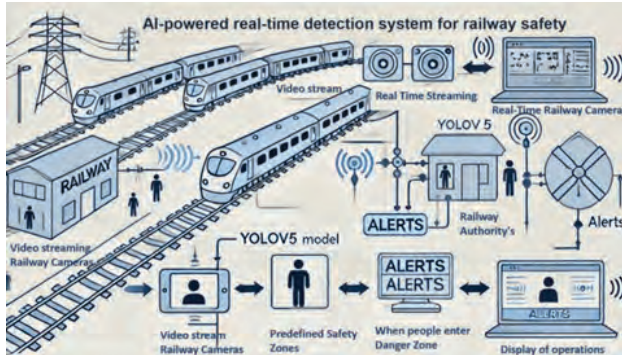 AI-powered real-time detection system for railway safety
Video stream
Real Time Streaming
Real-Time Railway Camera
YOLOV 5
RAILWAY
ALERTS
Railway
Authority's
Alerts
Video streaming
Railway Cameras
YOLOV5 model
ALERTS
ALERTS
ALERTS
Video stream
Railway Cameras
Predefined Safety
Zones
When people enter
Danger Zone
Display of operations